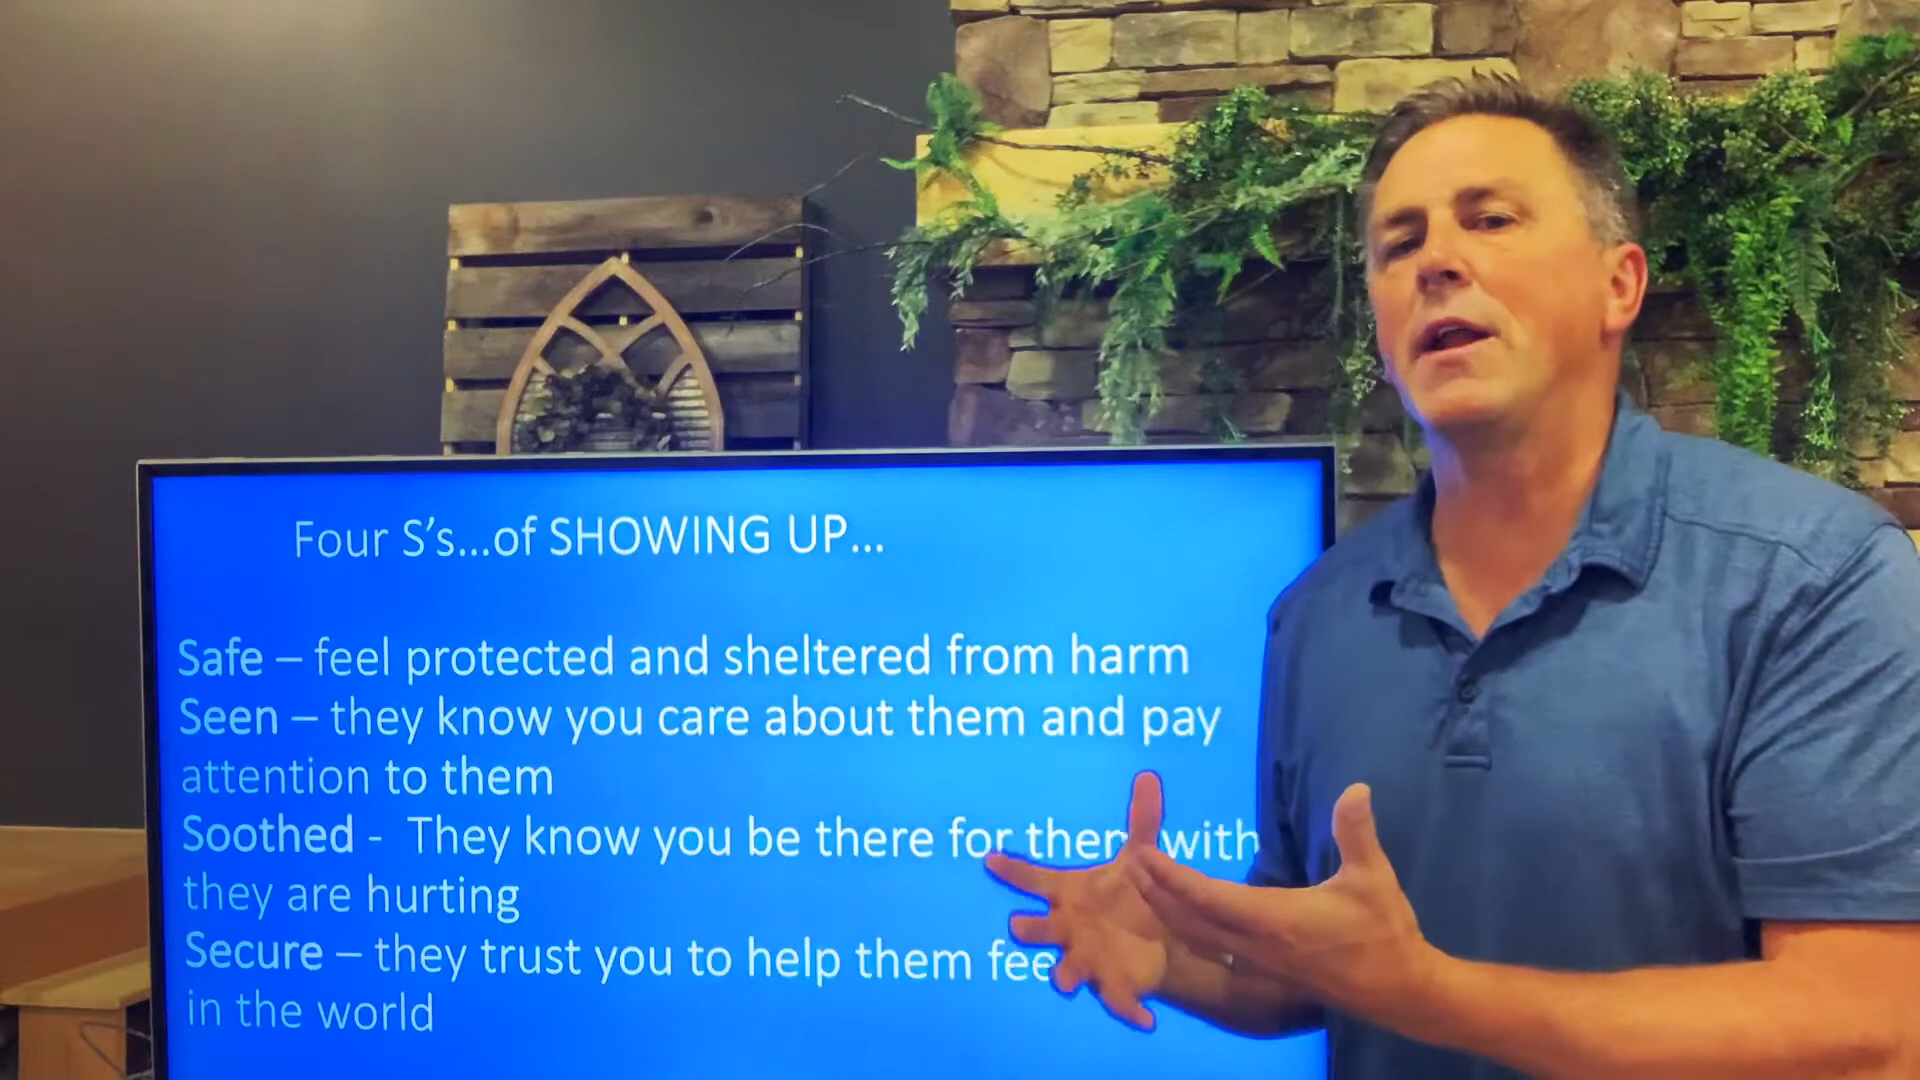 Four S's...of SHOWING UP...
Safe – feel protected and sheltered from harm
Seen – they know you care about them and pay
attention to them
Soothed - They know you be there for them with
they are hurting
Secure – they trust you to help them
in the world